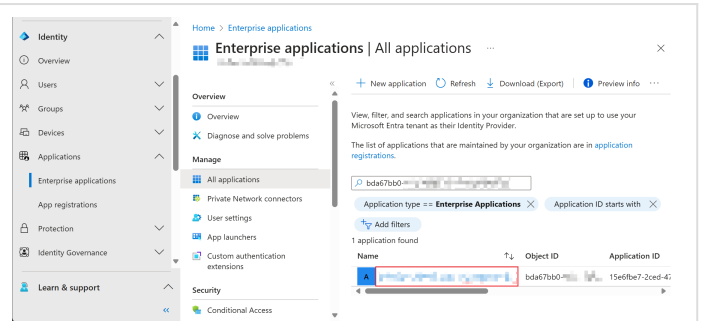 Identity
Overview
Users
Groups
Devices
Applications
Enterprise applications
App registrations
Protection
Identity Governance
Learn & support
«
Home > Enterprise applications
Enterprise applications | All applications ...
×
«
Overview
Overview
Diagnose and solve problems
Manage
All applications
Private Network connectors
User settings
App launchers
Custom authentication
extensions
Security
Conditional Access
+ New application Refresh Download (Export) Preview info ...
View, filter, and search applications in your organization that are set up to use your
Microsoft Entra tenant as their Identity Provider.
The list of applications that are maintained by your organization are in application
registrations.
bda67bb0-
Application type == Enterprise Applications × Application ID starts with ×
Add filters
1 application found
Name ↑↓ Object ID Application ID
A bda67bb0- 15e6fbe7-2ced-47